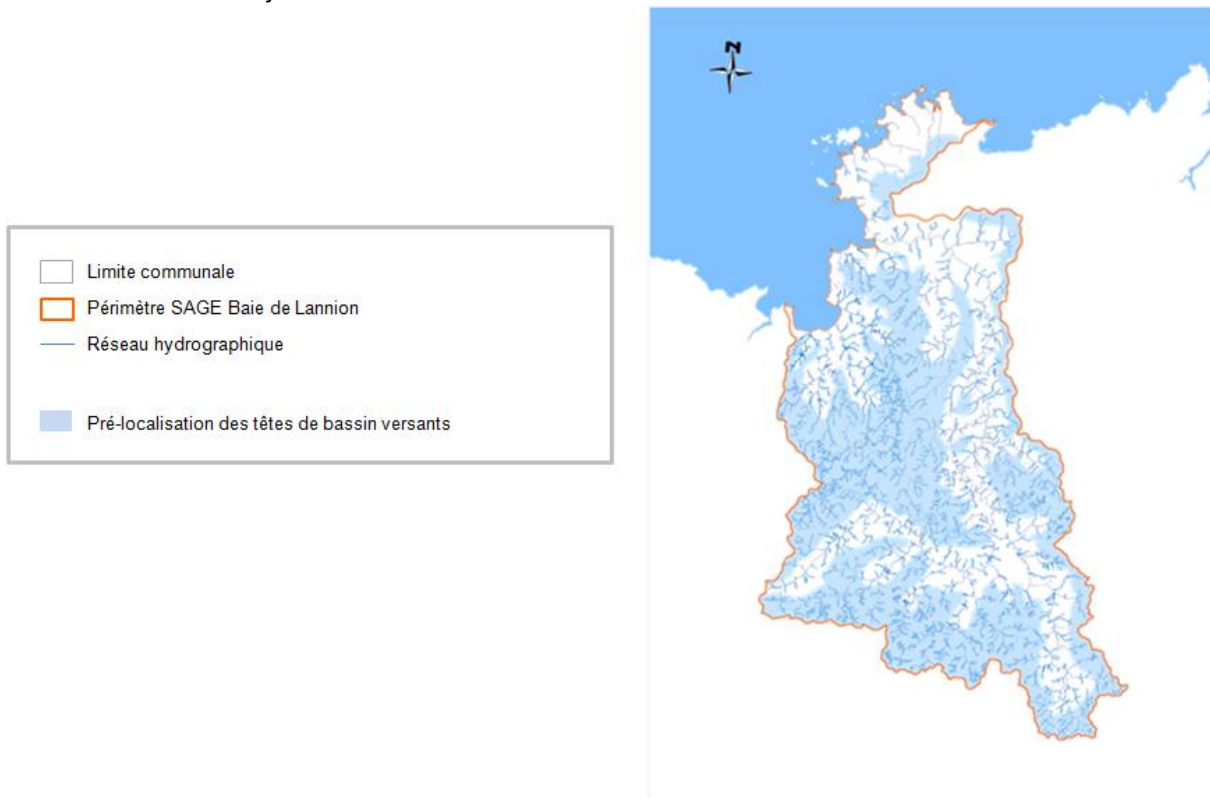 N
Limite communale
Périmètre SAGE Baie de Lannion
Réseau hydrographique
Pré-localisation des têtes de bassin versants